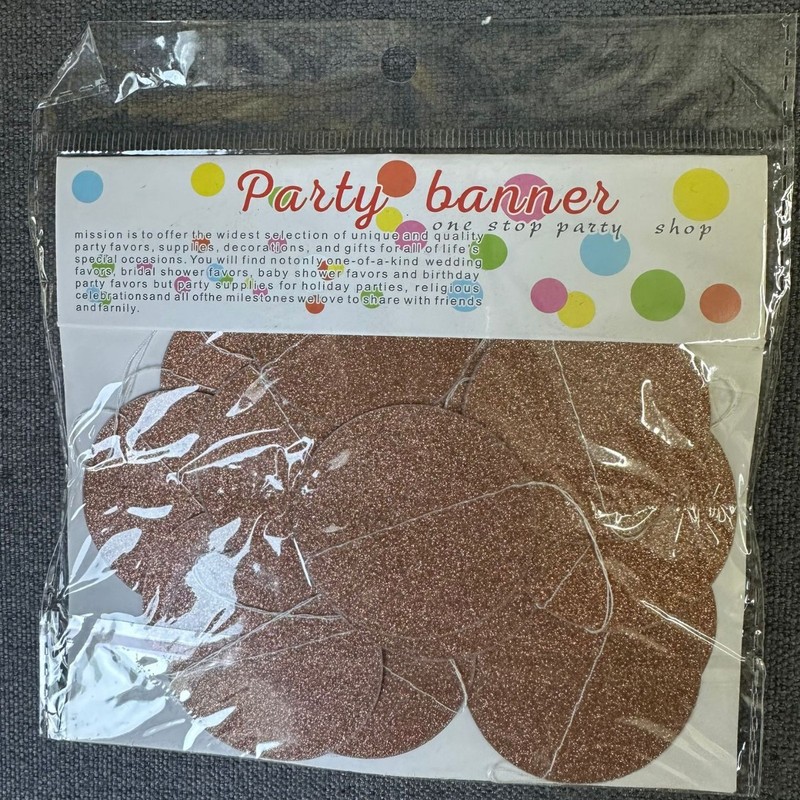 Party banner
one stop party shop
mission is to offer the widest selection of unique and quality
party favors, supplies, decorations, and gifts for all of life's
special occasions. You will find notonly one-of-a-kind wedding
favors, bridal shower favors, baby shower favors and birthday
party favors but party supplies for holiday parties, religious
celebrationsand all ofthe milestones we love to share with friends
andfarnily.